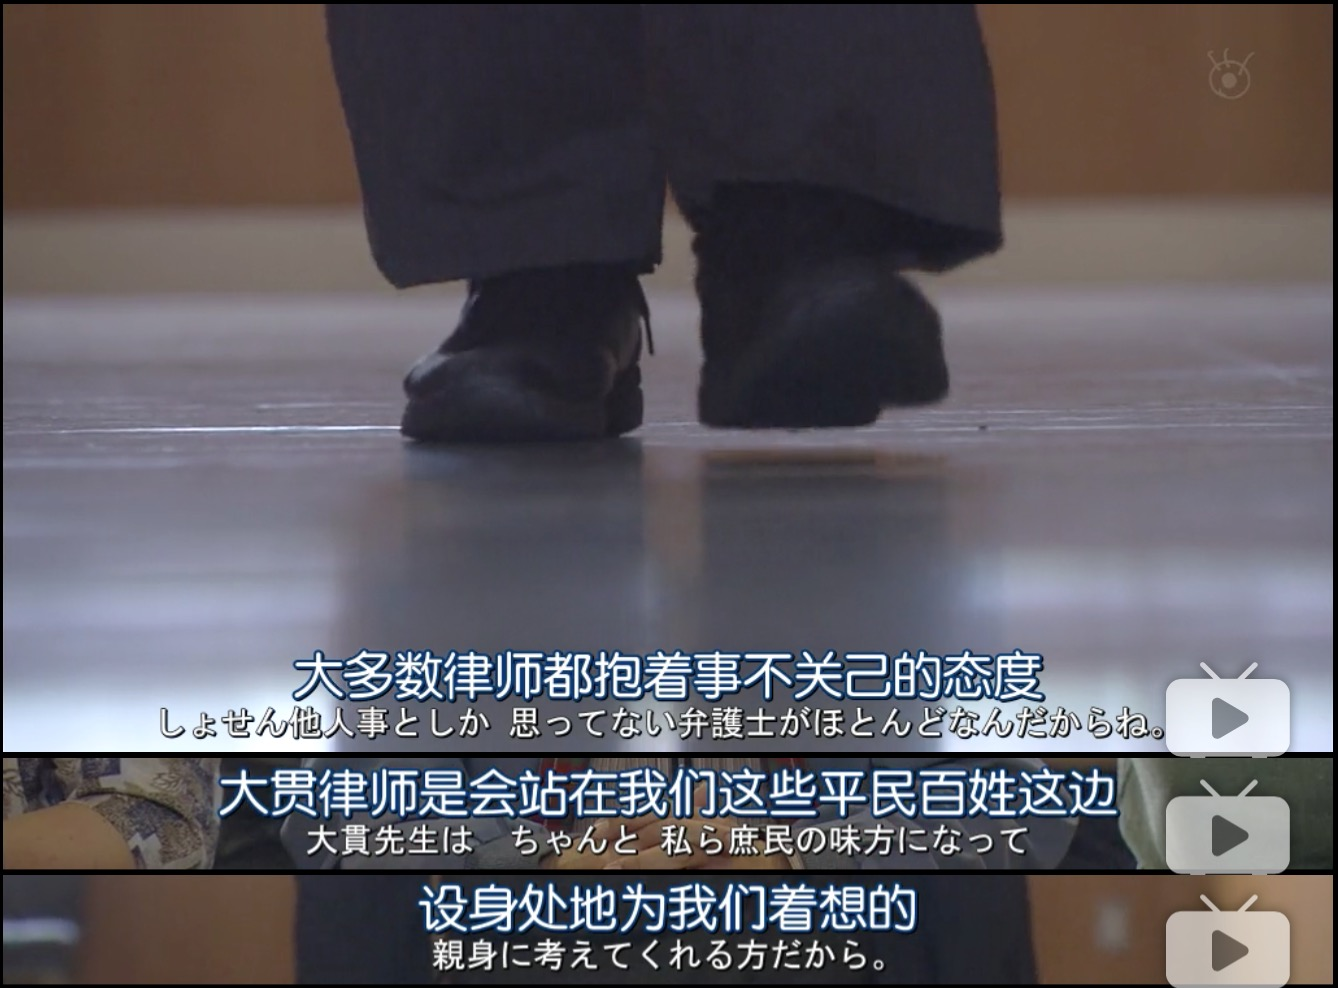 大多数律师都抱着事不关己的态度
しょせん他人事としか 思ってない弁護士がほとんどなんだからね。
大贯律师是会站在我们这些平民百姓这边
大貫先生は ちゃんと 私ら庶民の味方になって
设身处地为我们着想的
親身に考えてくれる方だから。